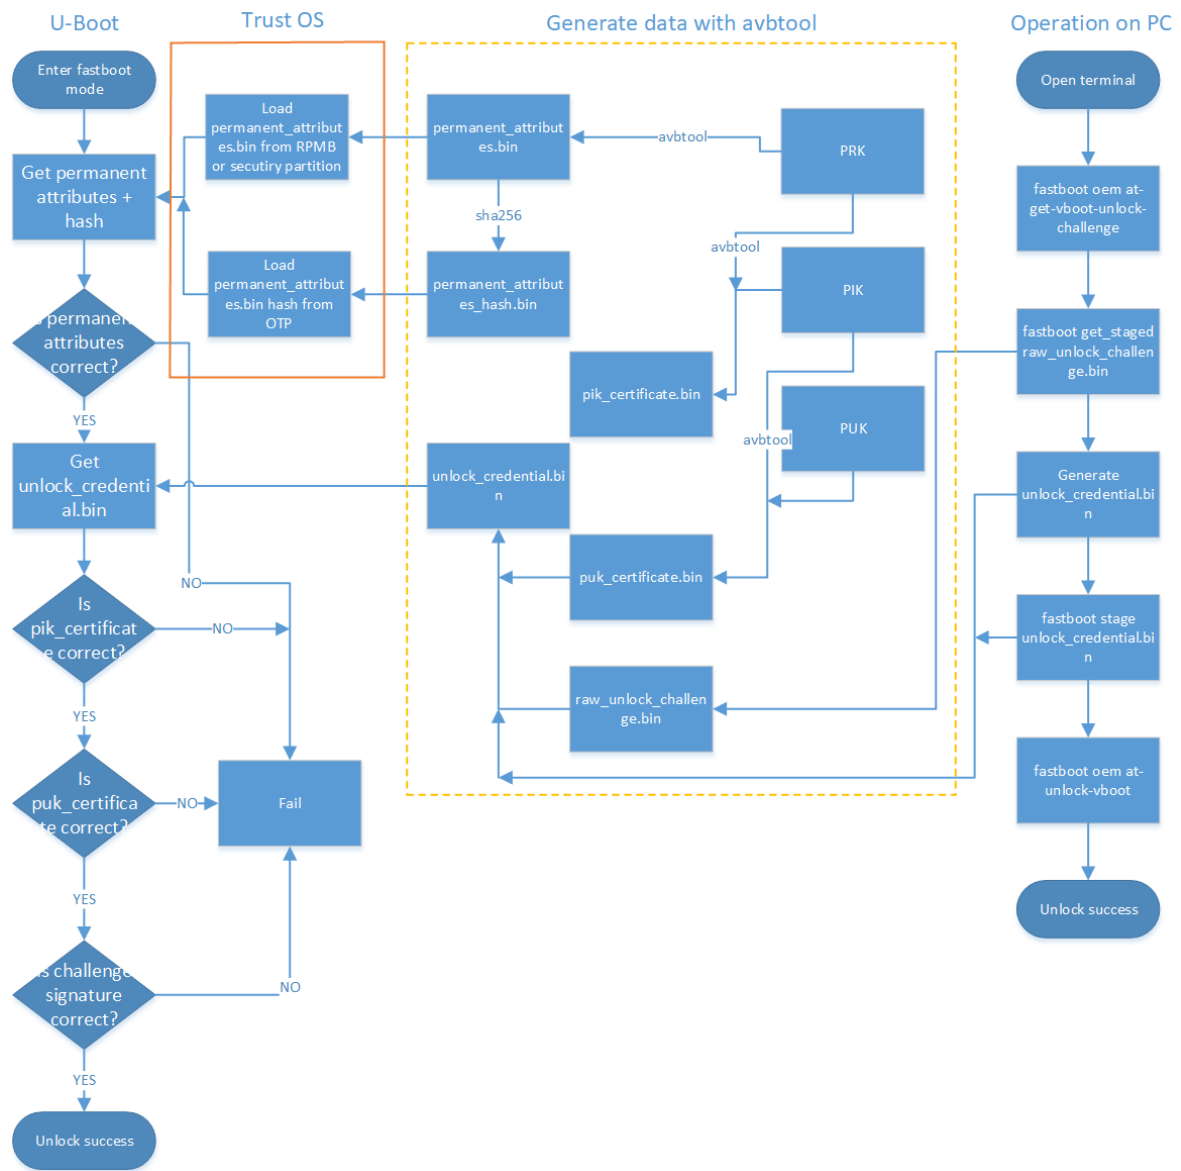 U-Boot
Trust OS
Generate data with avbtool
Operation on PC
Enter fastboot
mode
Get permanent
attributes +
hash
permanent
attributes
correct?
YES
Get
unlock_credenti
al.bin
NO
Is
pik_certificat
e correct?
NO
YES
Is
puk_certifica
te correct?
NO
YES
Is challenge
signature
correct?
NO
YES
Unlock success
Fail
Load
permanent_attribut
es.bin from RPMB
or secutiry partition
Load
permanent_attribut
es.bin hash from
OTP
permanent_attribut
es.bin
sha256
permanent_attribut
es_hash.bin
avbtool
PRK
avbtool
PIK
pik_certificate.bin
avbtool
PUK
unlock_credential.bi
n
puk_certificate.bin
raw_unlock_challen
ge.bin
Open terminal
fastboot oem at-
get-vboot-unlock-
challenge
fastboot get_staged
raw_unlock_challen
ge.bin
Generate
unlock_credential.bi
n
fastboot stage
unlock_credential.bi
n
fastboot oem at-
unlock-vboot
Unlock success